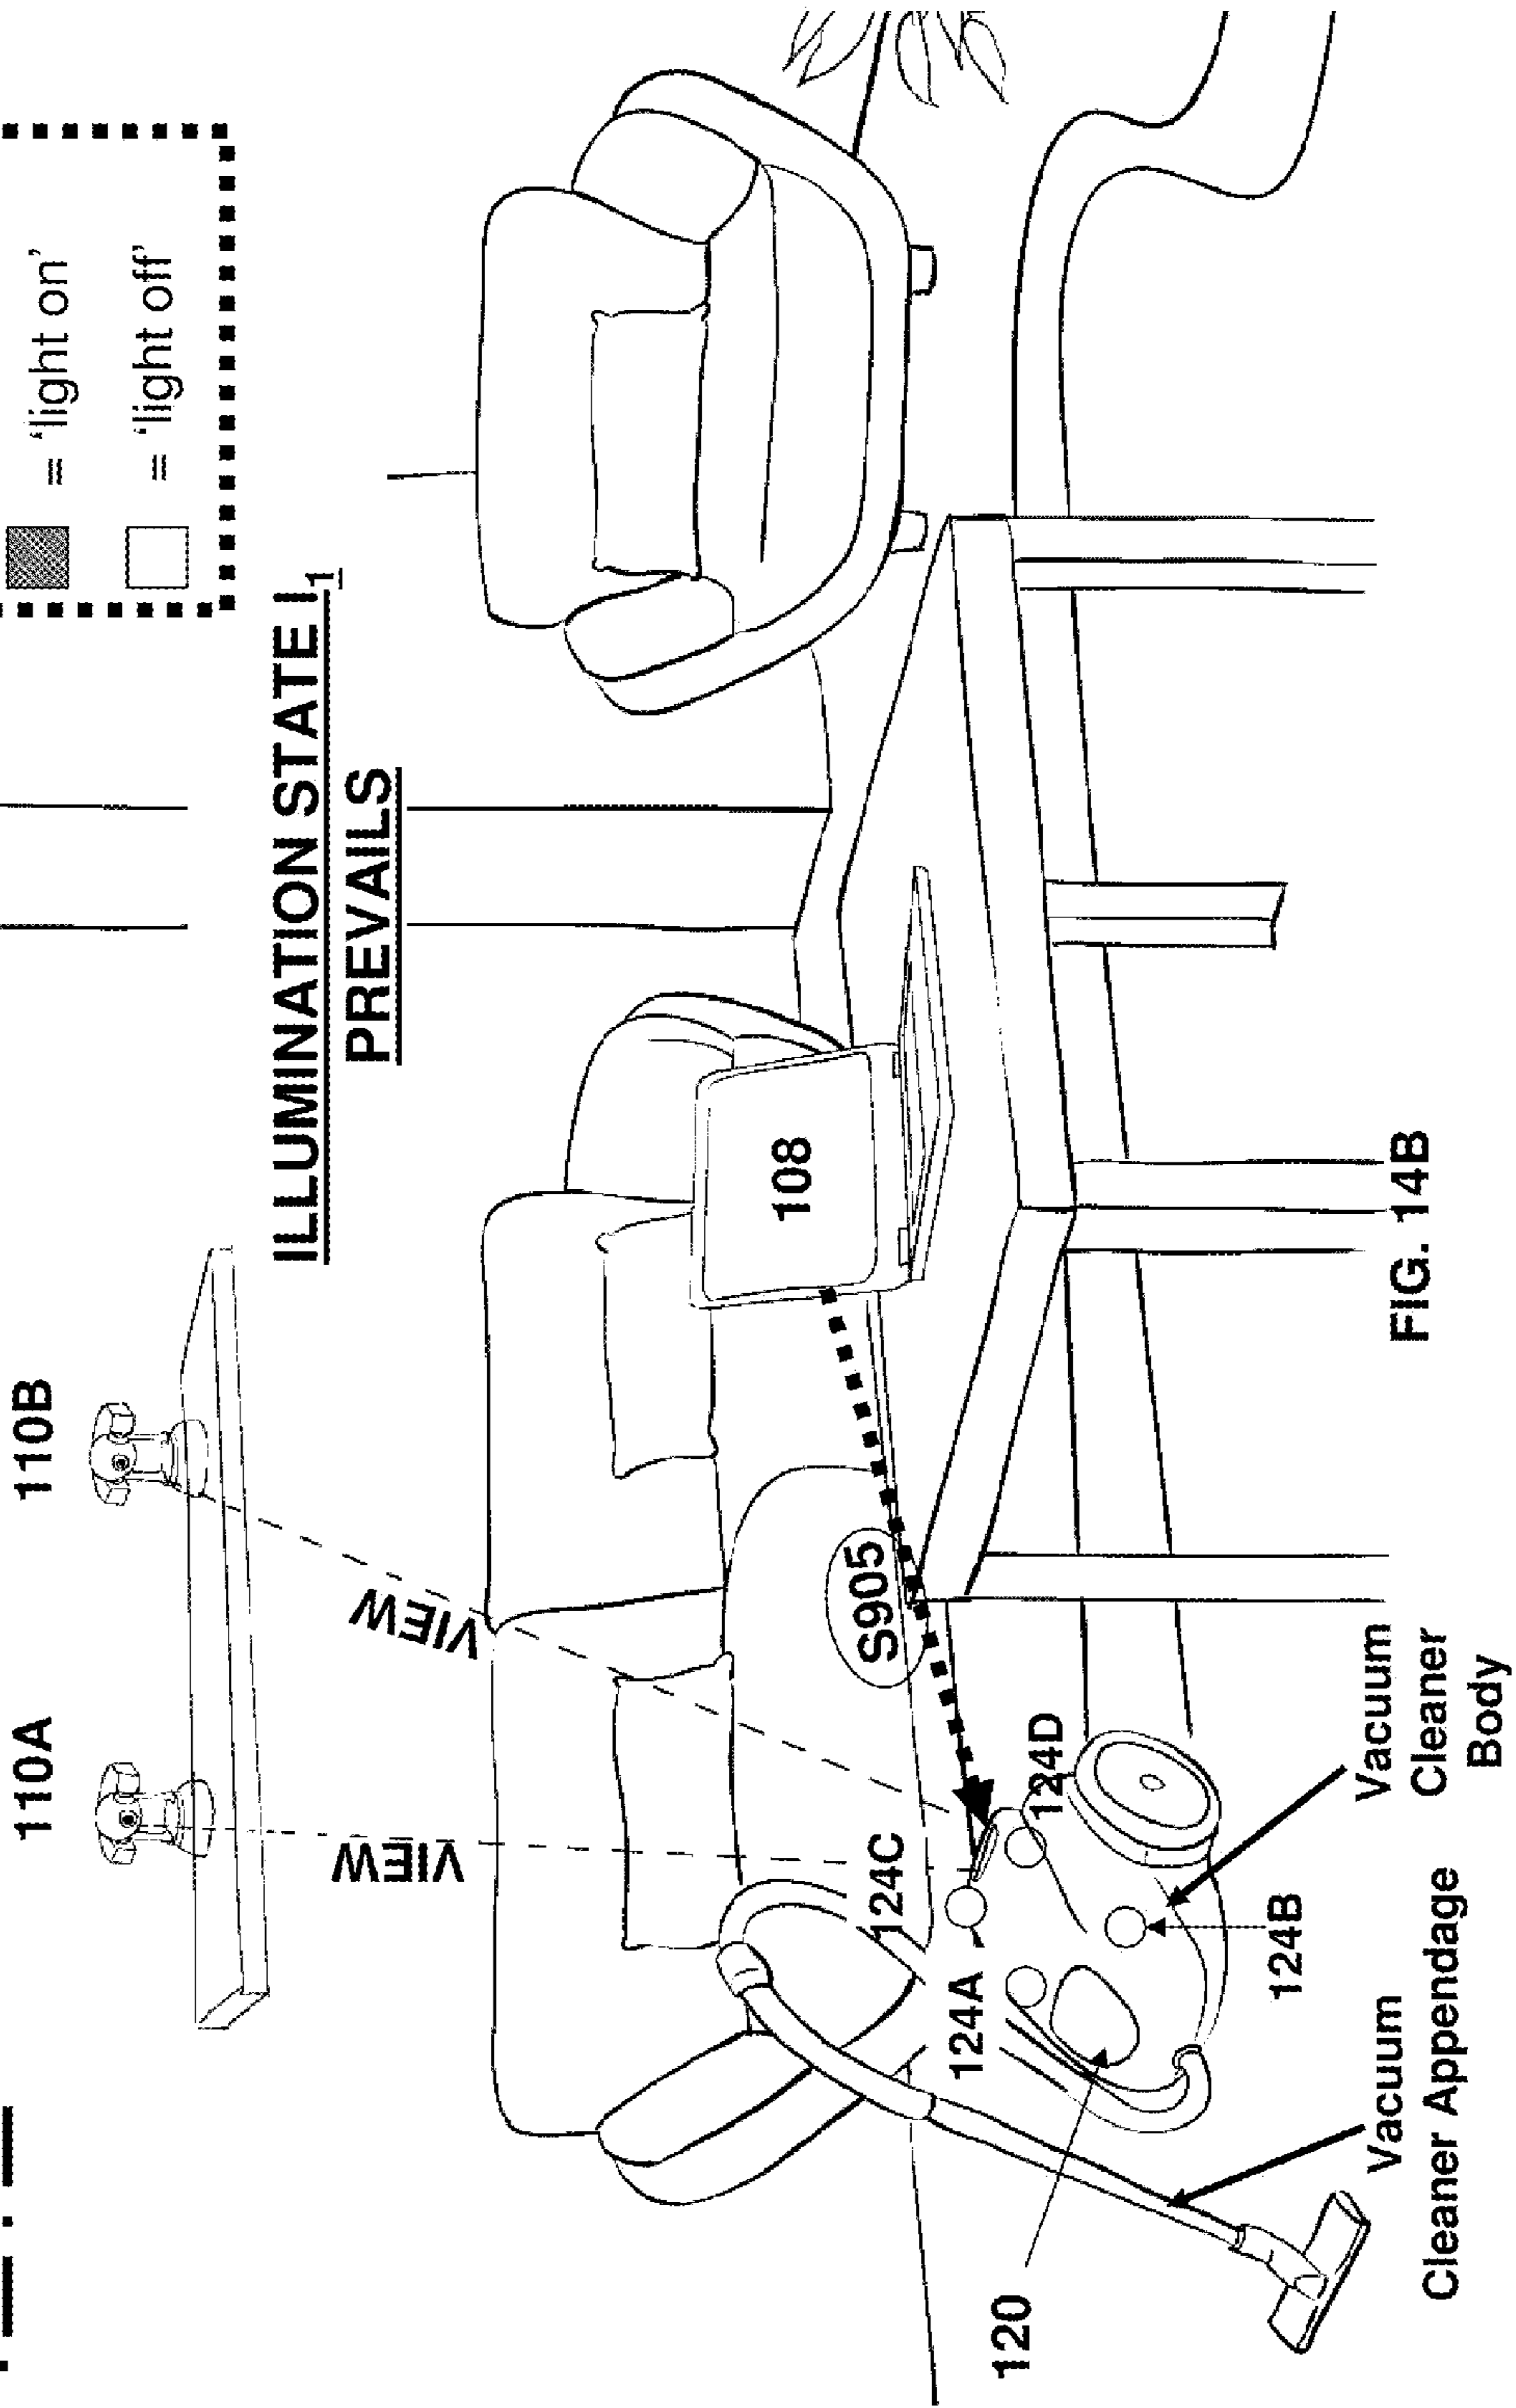 = 'light on'
= 'light off'
110A
110B
ILLUMINATION STATE I1
PREVAILS
VIEW
VIEW
108
S905
124C
124D
124A
124B
120
Vacuum
Cleaner
Body
Vacuum
Cleaner Appendage
FIG. 14B